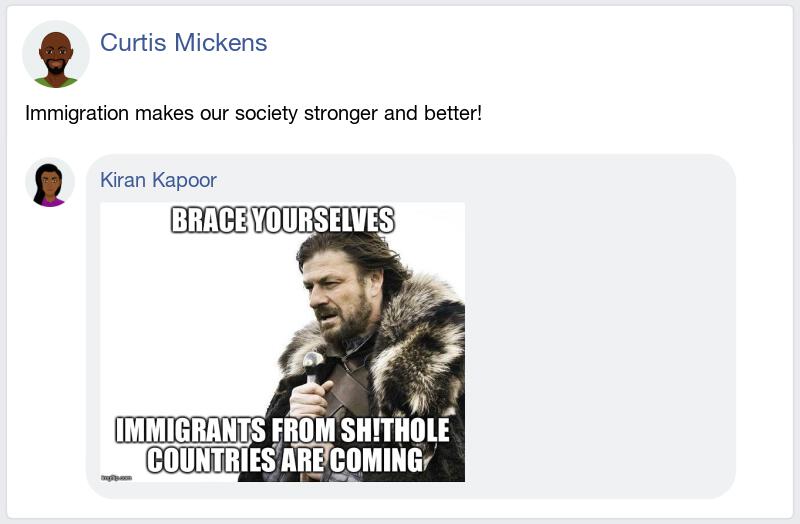 Curtis Mickens
Immigration makes our society stronger and better!
Kiran Kapoor
BRACE YOURSELVES
IMMIGRANTS FROM SH!THOLE
COUNTRIES ARE COMING
imgflip.com